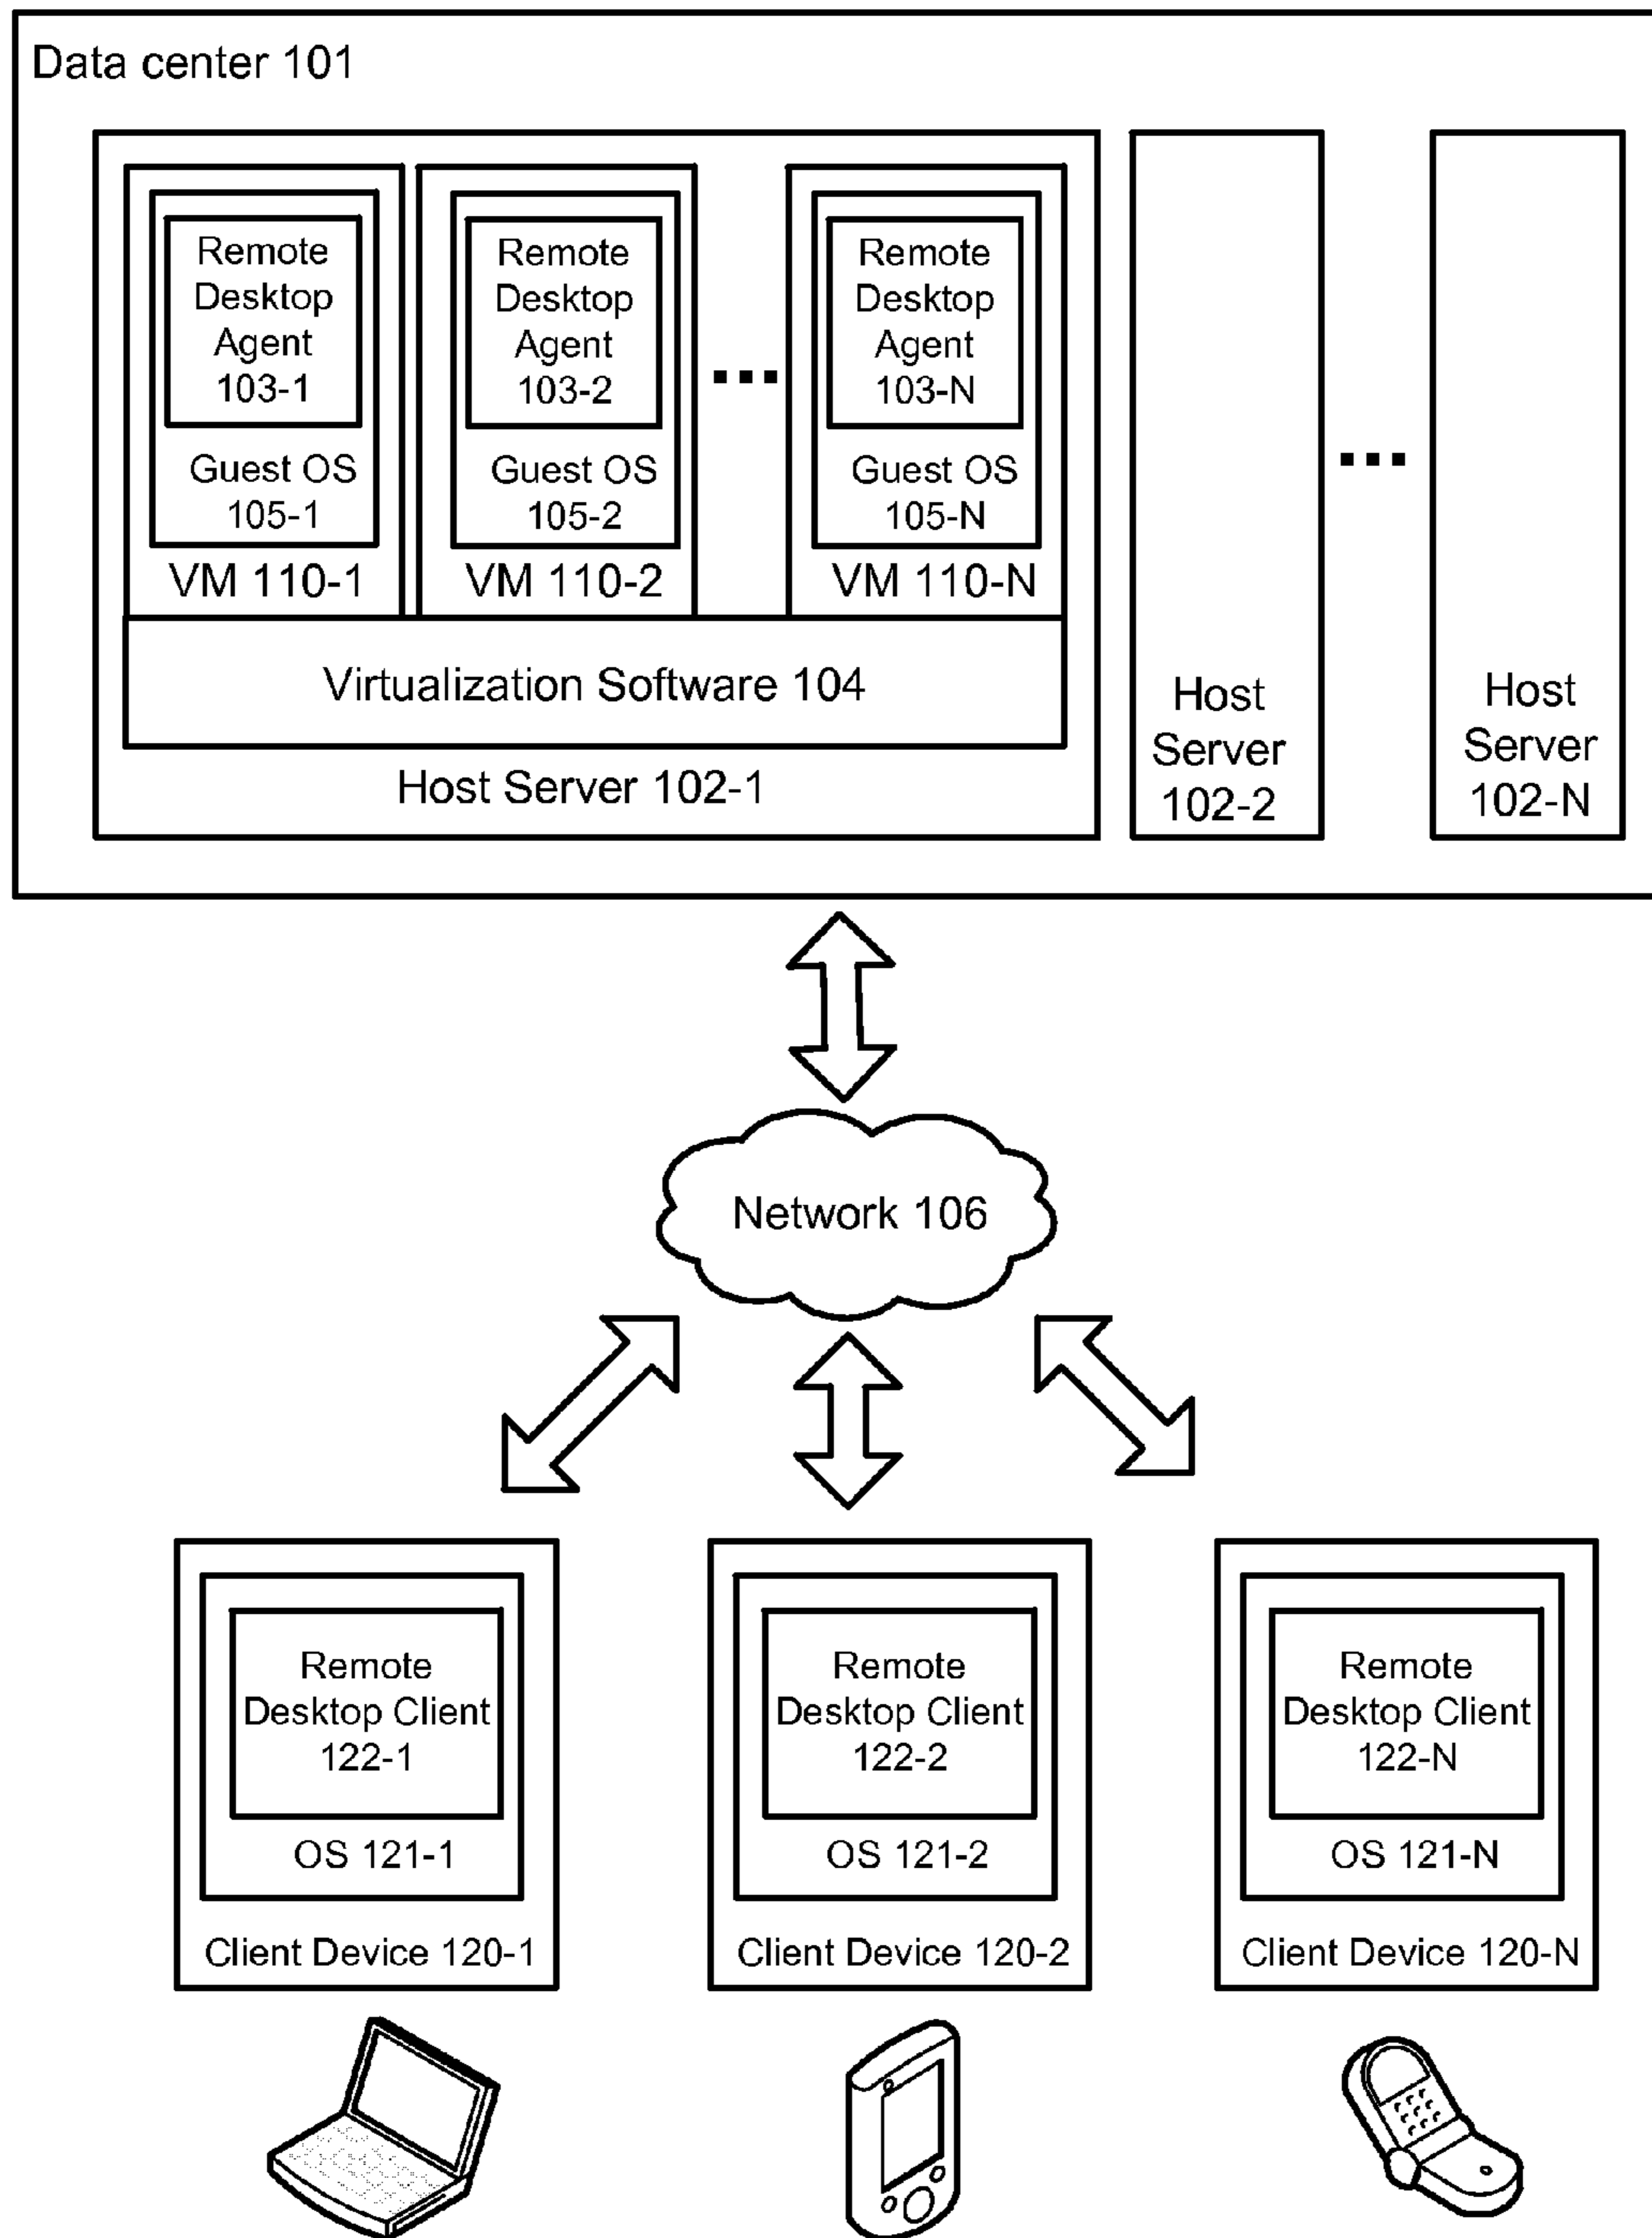 Data center 101
Remote
Desktop
Agent
103-1
Guest OS
105-1
VM 110-1
Remote
Desktop
Agent
103-2
Guest OS
105-2
VM 110-2
...
Remote
Desktop
Agent
103-N
Guest OS
105-N
VM 110-N
Virtualization Software 104
Host Server 102-1
Host
Server
102-2
...
Host
Server
102-N
Network 106
Remote
Desktop Client
122-1
OS 121-1
Client Device 120-1
Remote
Desktop Client
122-2
OS 121-2
Client Device 120-2
Remote
Desktop Client
122-N
OS 121-N
Client Device 120-N